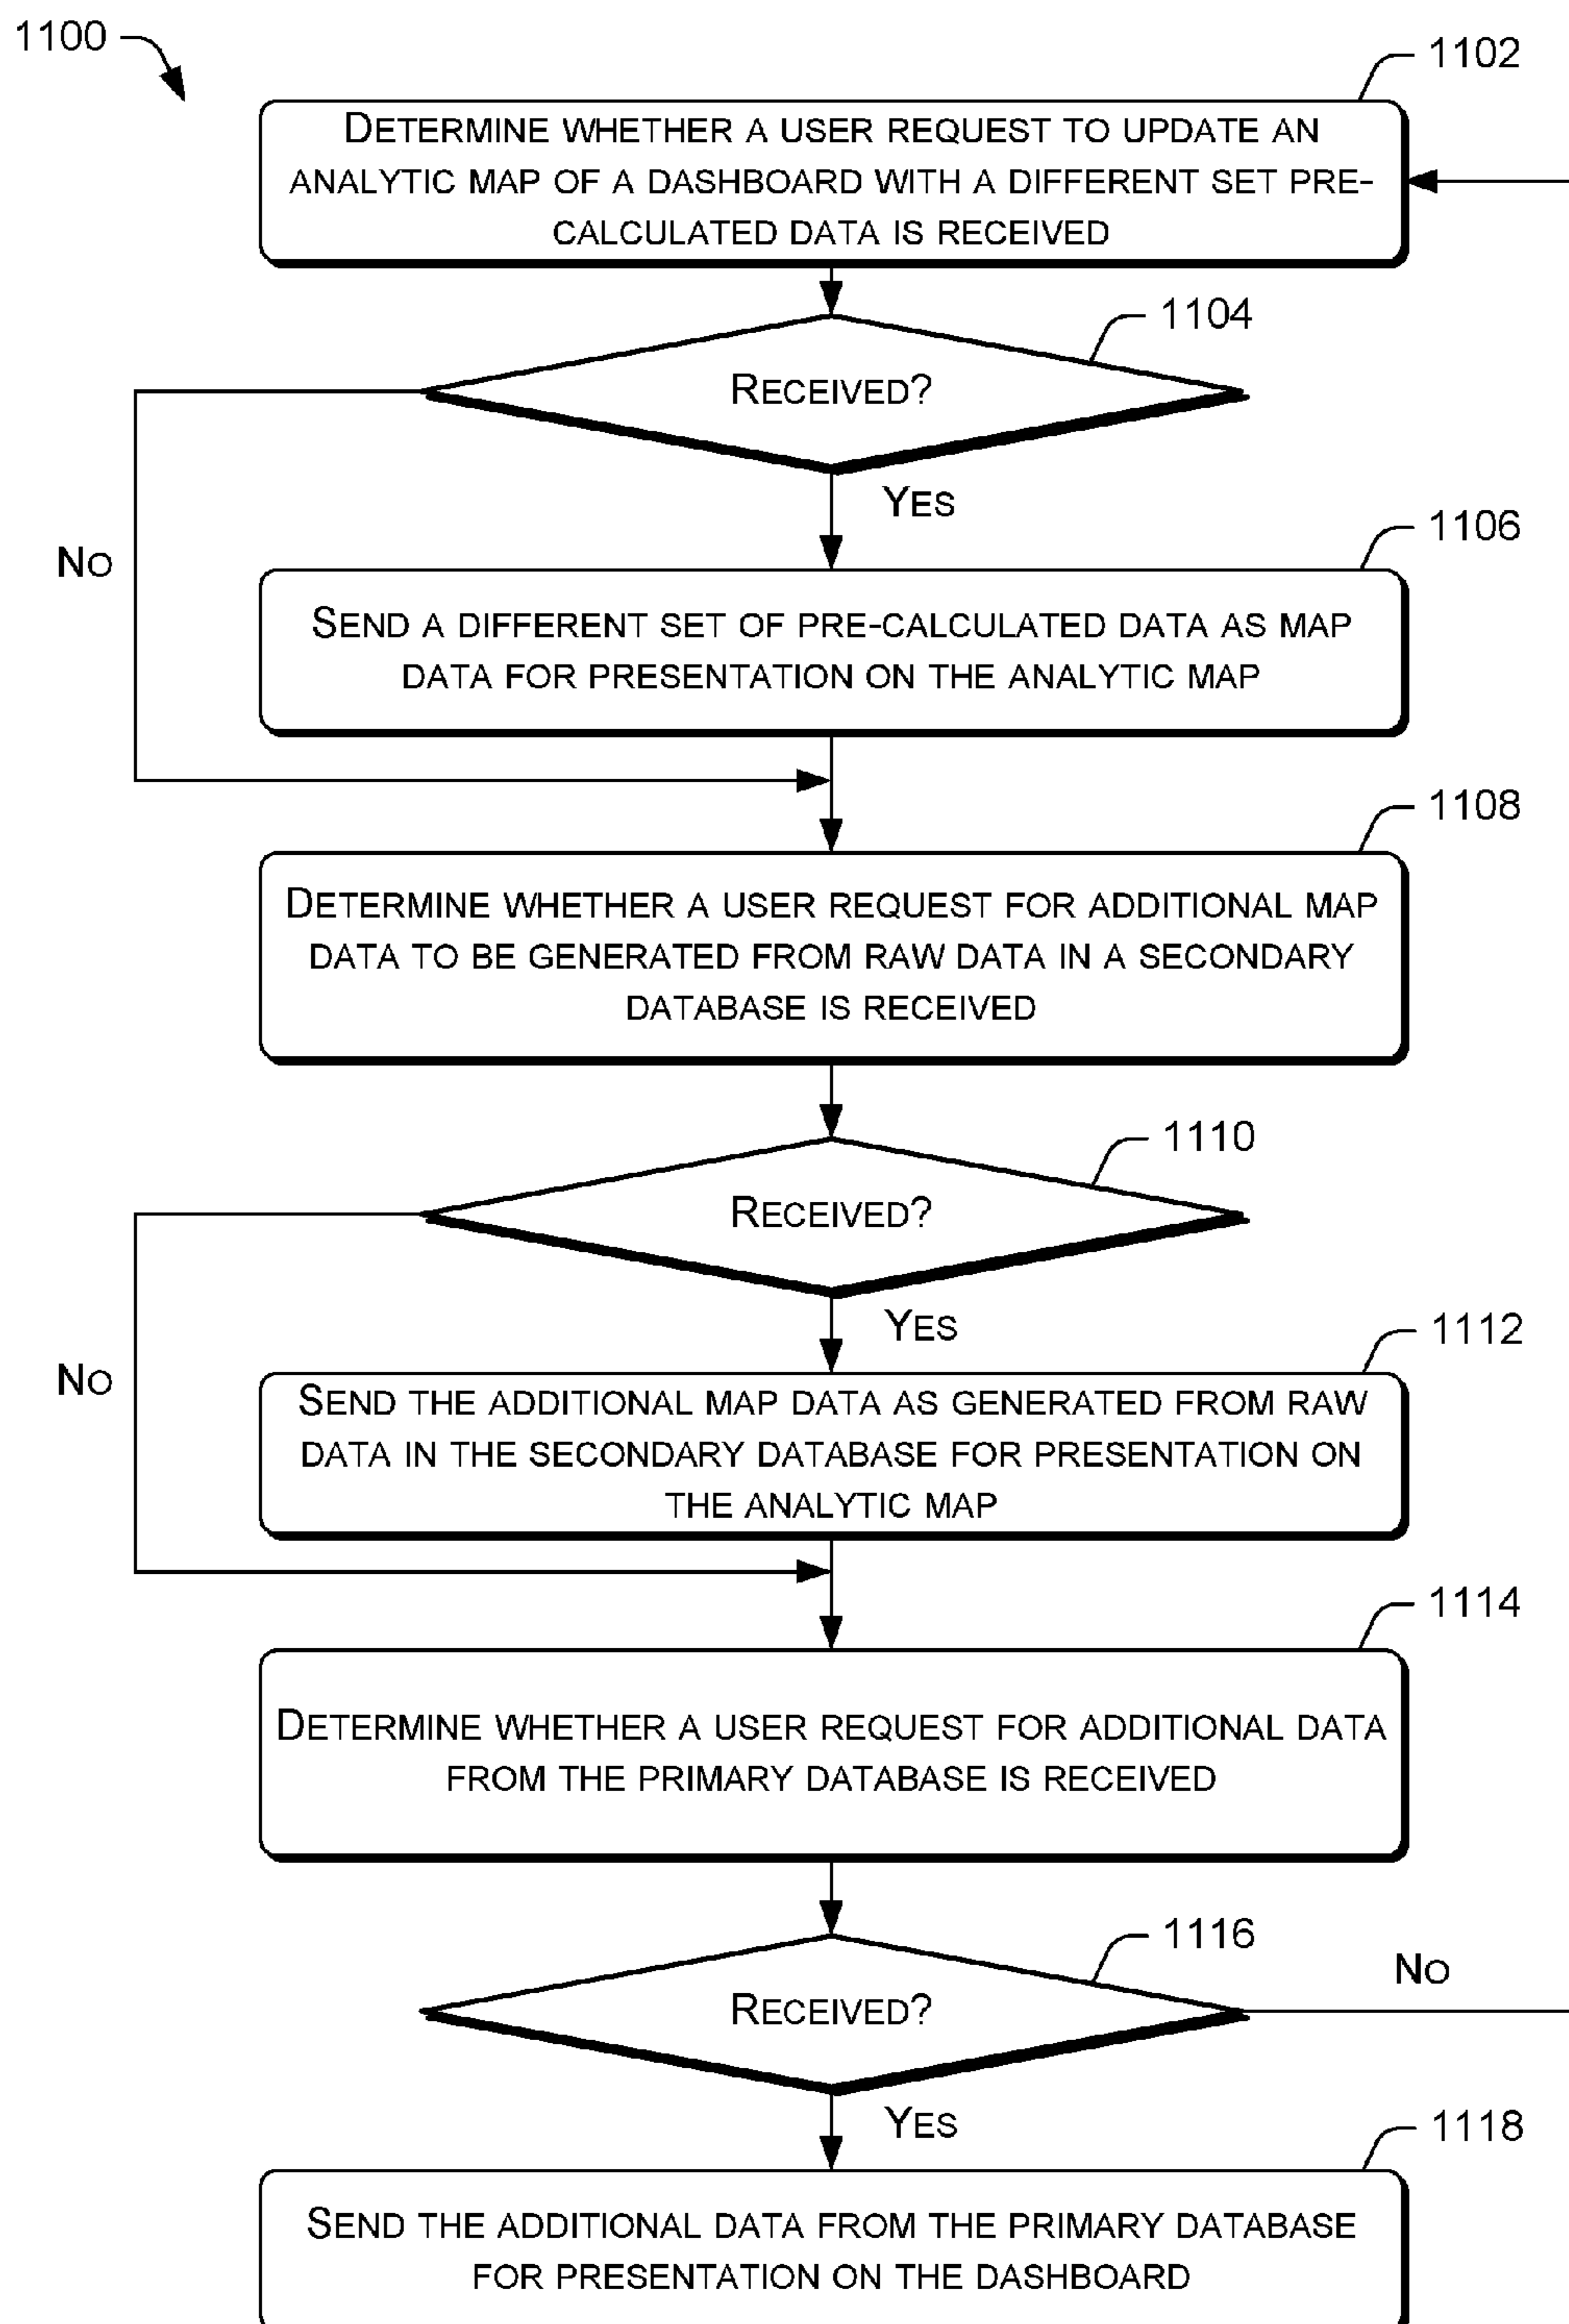 1100
1102
DETERMINE WHETHER A USER REQUEST TO UPDATE AN
ANALYTIC MAP OF A DASHBOARD WITH A DIFFERENT SET PRE-
CALCULATED DATA IS RECEIVED
1104
RECEIVED?
YES
NO
1106
SEND A DIFFERENT SET OF PRE-CALCULATED DATA AS MAP
DATA FOR PRESENTATION ON THE ANALYTIC MAP
1108
DETERMINE WHETHER A USER REQUEST FOR ADDITIONAL MAP
DATA TO BE GENERATED FROM RAW DATA IN A SECONDARY
DATABASE IS RECEIVED
1110
RECEIVED?
YES
NO
1112
SEND THE ADDITIONAL MAP DATA AS GENERATED FROM RAW
DATA IN THE SECONDARY DATABASE FOR PRESENTATION ON
THE ANALYTIC MAP
1114
DETERMINE WHETHER A USER REQUEST FOR ADDITIONAL DATA
FROM THE PRIMARY DATABASE IS RECEIVED
1116
RECEIVED?
NO
YES
1118
SEND THE ADDITIONAL DATA FROM THE PRIMARY DATABASE
FOR PRESENTATION ON THE DASHBOARD